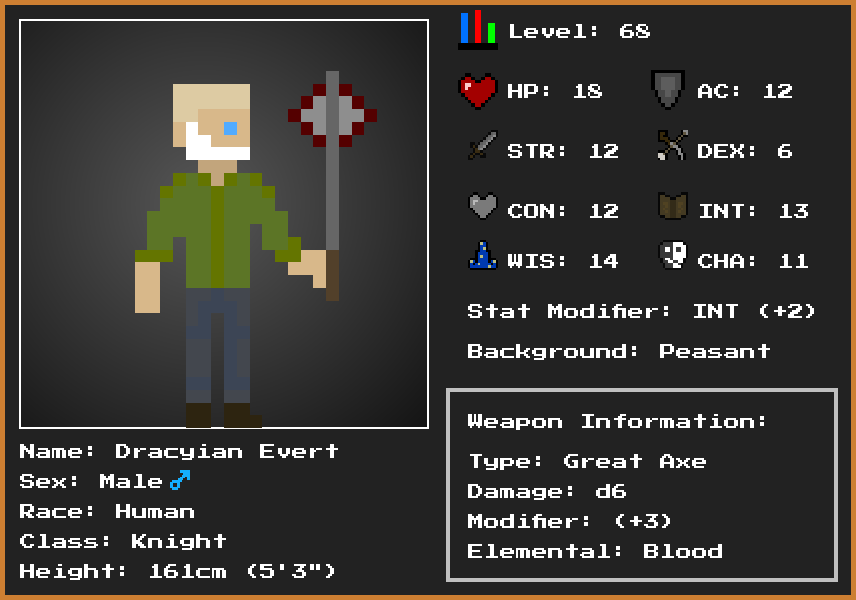 Level: 68
HP: 18 AC: 12
STR: 12 DEX: 6
CON: 12 INT: 13
WIS: 14 CHA: 11
Stat Modifier: INT (+2)
Background: Peasant
Name: Dracyian Evert
Sex: Male♂
Race: Human
Class: Knight
Height: 161cm (5'3")
Weapon Information:
Type: Great Axe
Damage: d6
Modifier: (+3)
Elemental: Blood